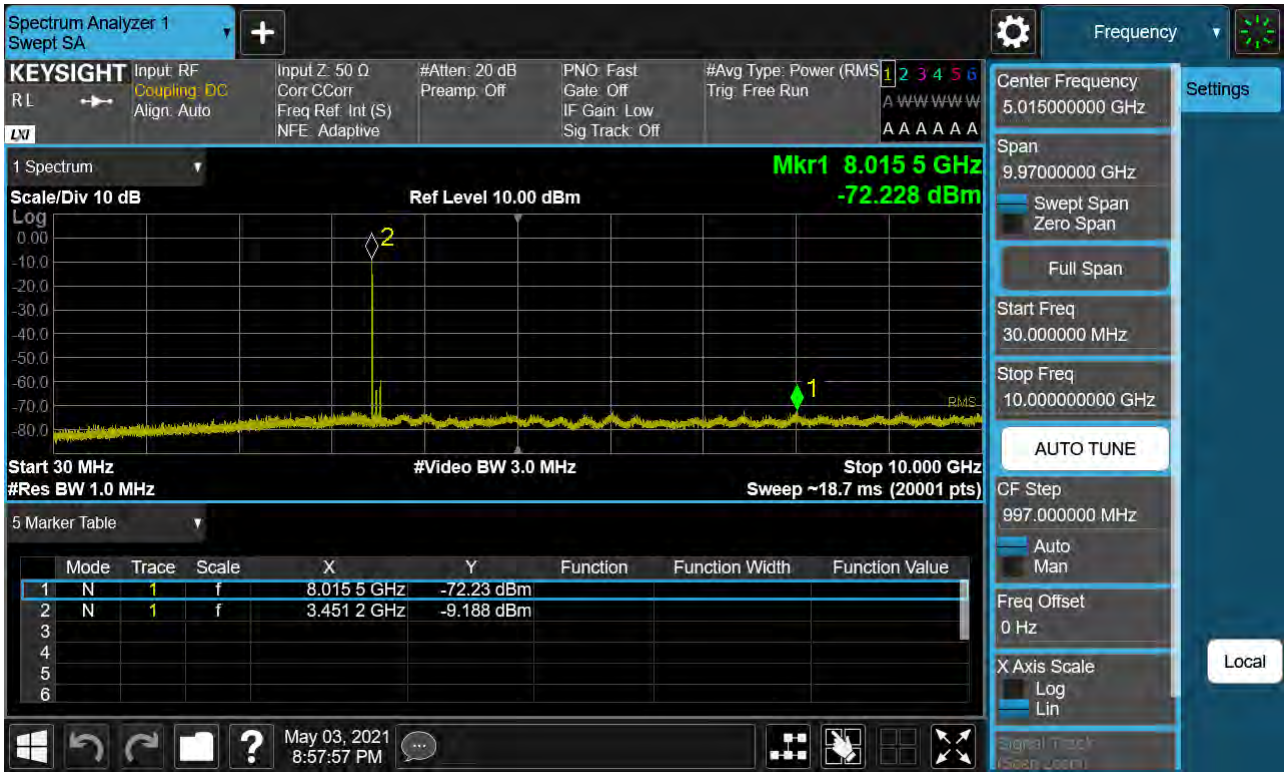 Spectrum Analyzer 1
Swept SA
Frequency
KEYSIGHT
RL
LXI
Input: RF
Coupling: DC
Align: Auto
Input Z: 50 Ω
Corr CCorr
Freq Ref: Int (S)
NFE: Adaptive
#Atten: 20 dB
Preamp: Off
PNO: Fast
Gate: Off
IF Gain: Low
Sig Track: Off
#Avg Type: Power (RMS
Trig: Free Run
1 2 3 4 5 6
A W W W W W
A A A A A A
1 Spectrum
Scale/Div 10 dB
Ref Level 10.00 dBm
Mkr1 8.015 5 GHz
-72.228 dBm
Log
0.00
-10.0
-20.0
-30.0
-40.0
-50.0
-60.0
-70.0
-80.0
2
1
RMS
Start 30 MHz
#Video BW 3.0 MHz
Stop 10.000 GHz
#Res BW 1.0 MHz
Sweep ~18.7 ms (20001 pts)
5 Marker Table
Mode Trace Scale X Y Function Function Width Function Value
1 N 1 f 8.015 5 GHz -72.23 dBm
2 N 1 f 3.451 2 GHz -9.188 dBm
3
4
5
6
May 03, 2021
8:57:57 PM
Center Frequency
5.015000000 GHz
Settings
Span
9.97000000 GHz
Swept Span
Zero Span
Full Span
Start Freq
30.000000 MHz
Stop Freq
10.000000000 GHz
AUTO TUNE
CF Step
997.000000 MHz
Auto
Man
Freq Offset
0 Hz
X Axis Scale
Log
Lin
Local
Signal Track
(Span Zoom)